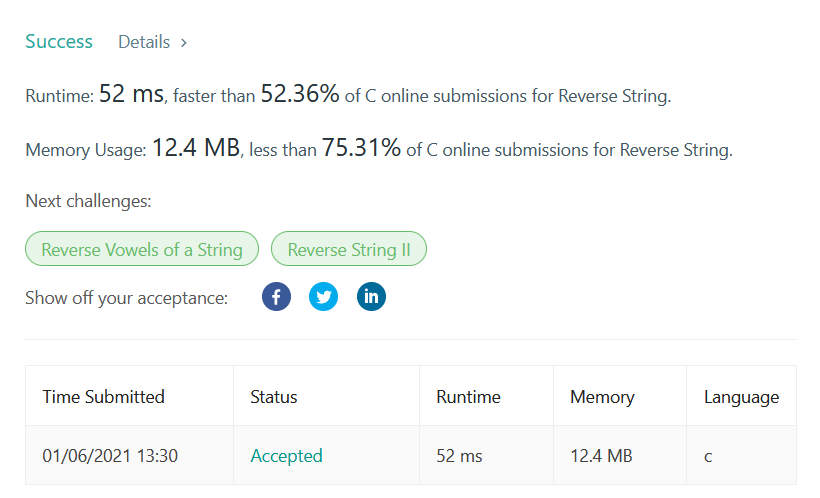 Success Details >
Runtime: 52 ms, faster than 52.36% of C online submissions for Reverse String.
Memory Usage: 12.4 MB, less than 75.31% of C online submissions for Reverse String.
Next challenges:
Reverse Vowels of a String Reverse String II
Show off your acceptance: f in
Time Submitted Status Runtime Memory Language
01/06/2021 13:30 Accepted 52 ms 12.4 MB c